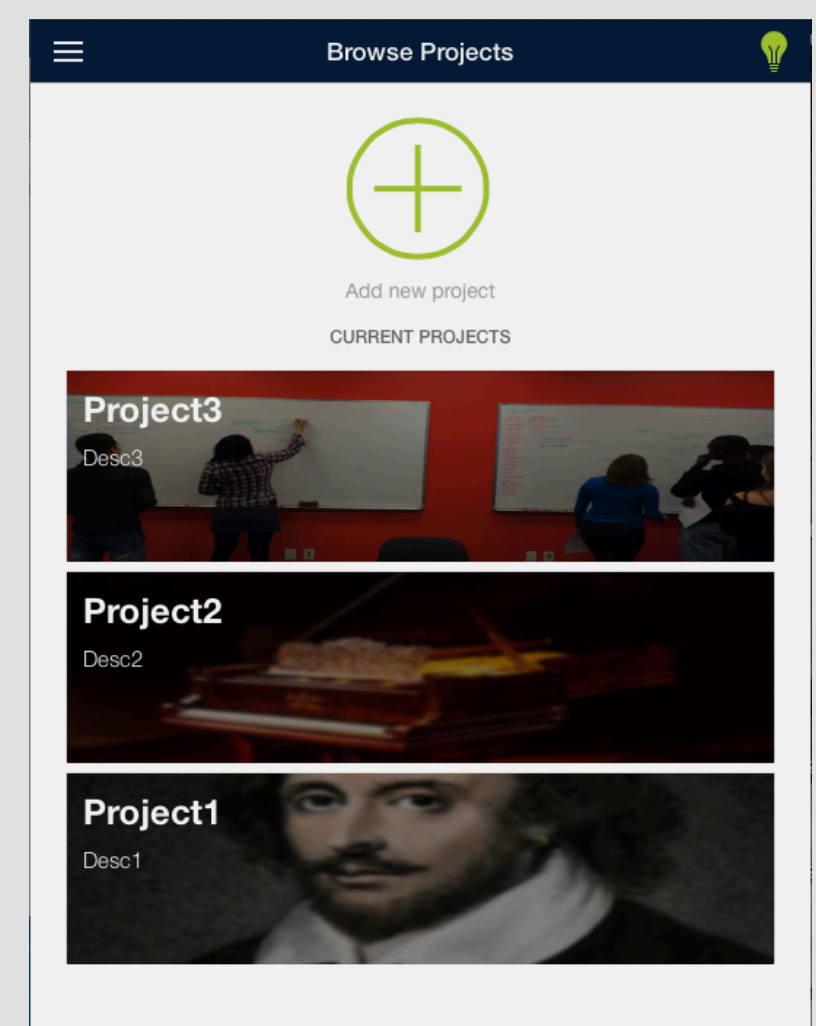 Browse Projects
Add new project
CURRENT PROJECTS
Project3
Desc3
Project2
Desc2
Project1
Desc1